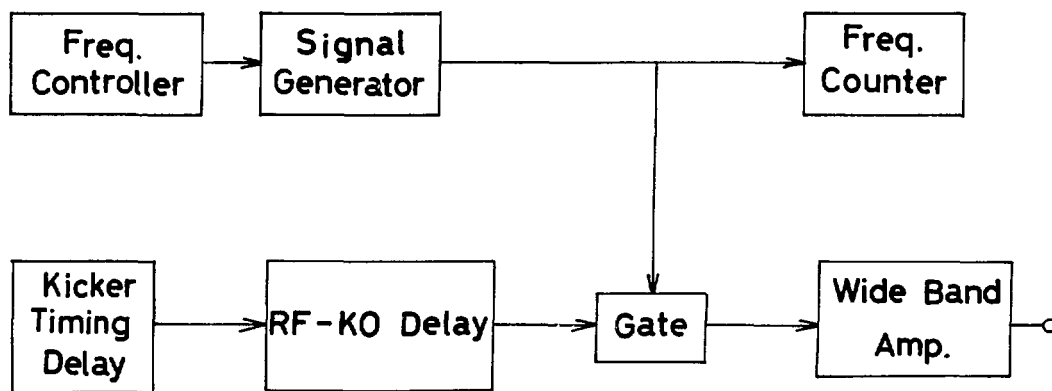 Freq.
Controller
Signal
Generator
Freq.
Counter
Kicker
Timing
Delay
RF-KO Delay
Gate
Wide Band
Amp.